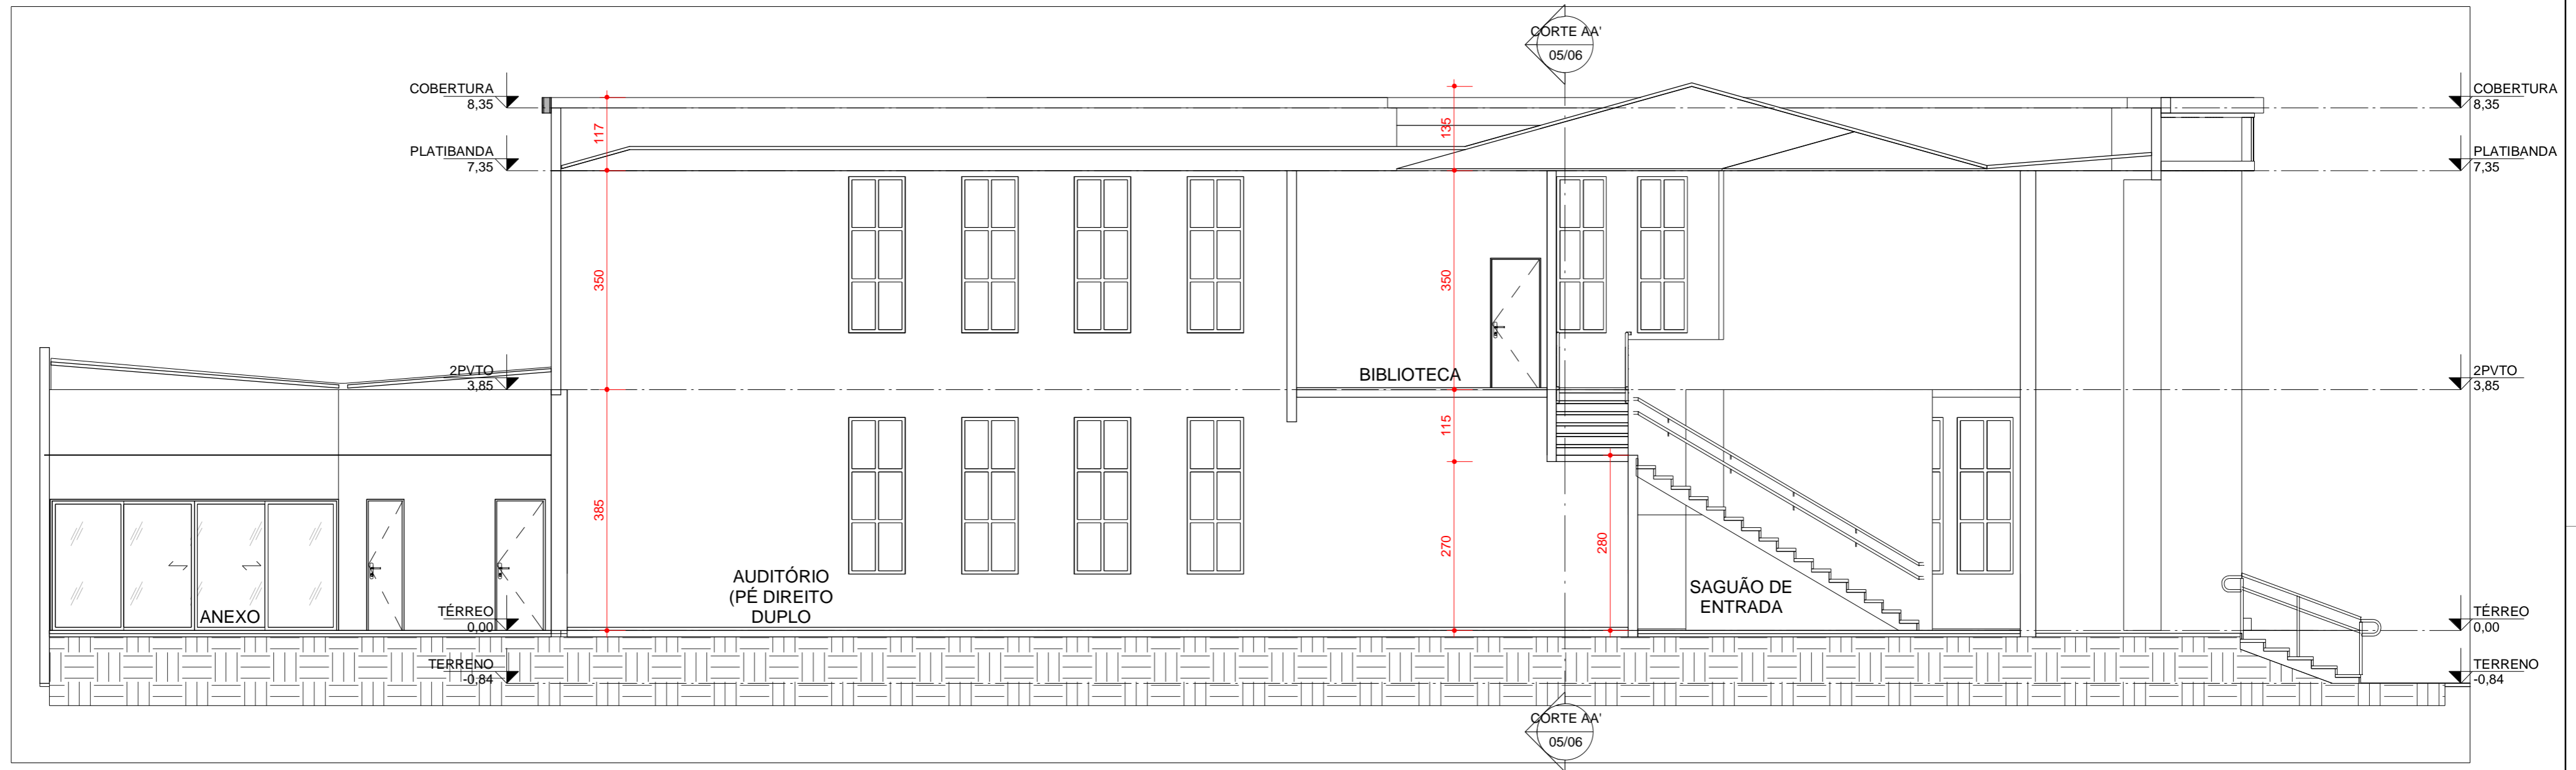 CORTE AA'
05/06
COBERTURA
8,35
COBERTURA
8,35
117
135
PLATIBANDA
7,35
PLATIBANDA
7,35
350
350
2PVTO
3,85
BIBLIOTECA
2PVTO
3,85
115
385
270
280
AUDITÓRIO
(PÉ DIREITO
DUPLO
SAGUÃO DE
ENTRADA
ANEXO
TÉRREO
0,00
TÉRREO
0,00
TERRENO
-0,84
TERRENO
-0,84
CORTE AA'
05/06